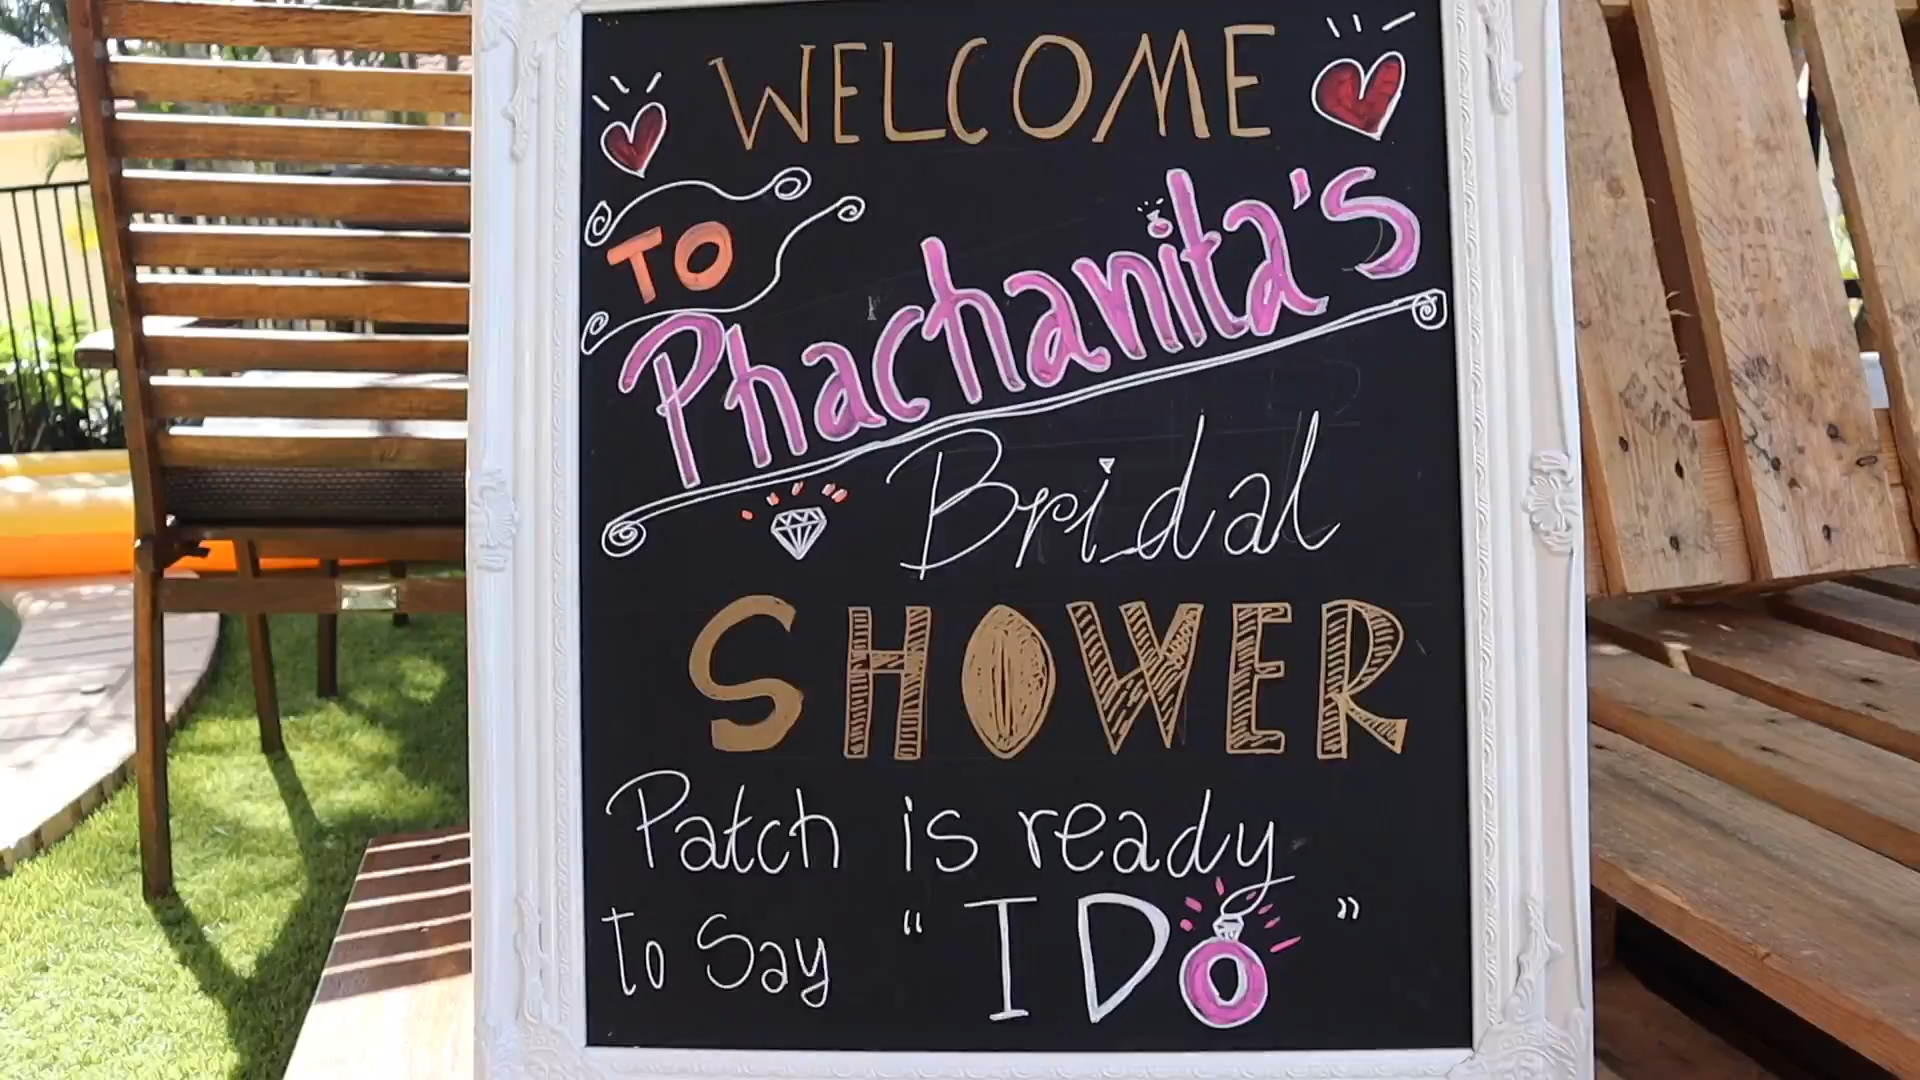 WELCOME
TO
Phachanita's
Bridal
SHOWER
Patch is ready
to Say "I DO"